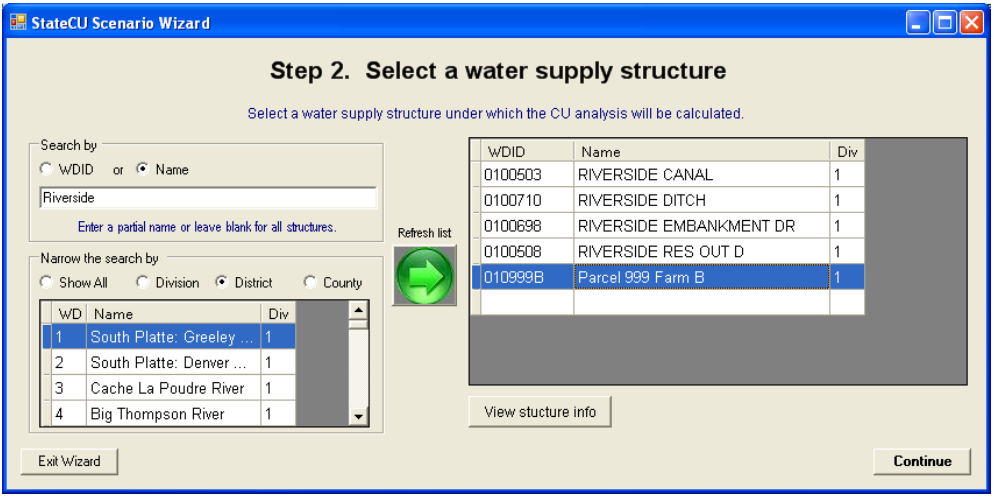 StateCU Scenario Wizard
Step 2. Select a water supply structure
Select a water supply structure under which the CU analysis will be calculated.
Search by
WDID or Name
Riverside
Enter a partial name or leave blank for all structures.
Narrow the search by
Show All Division District County
WD Name Div
1 South Platte: Greeley ... 1
2 South Platte: Denver ... 1
3 Cache La Poudre River 1
4 Big Thompson River 1
Refresh list
WDID Name Div
0100503 RIVERSIDE CANAL 1
0100710 RIVERSIDE DITCH 1
0100698 RIVERSIDE EMBANKMENT DR 1
0100508 RIVERSIDE RES OUT D 1
010999B Parcel 999 Farm B 1
View stucture info
Exit Wizard
Continue